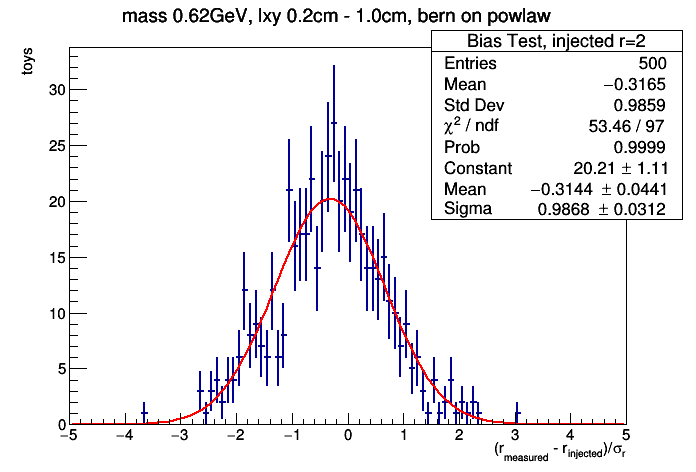 mass 0.62GeV, lxy 0.2cm - 1.0cm, bern on powlaw
Bias Test, injected r=2
Entries 500
Mean −0.3165
Std Dev 0.9859
χ² / ndf 53.46 / 97
Prob 0.9999
Constant 20.21 ± 1.11
Mean −0.3144 ± 0.0441
Sigma 0.9868 ± 0.0312
toys
30
25
20
15
10
5
0
−5 −4 −3 −2 −1 0 1 2 3 4 5
(r_measured - r_injected)/σ_r